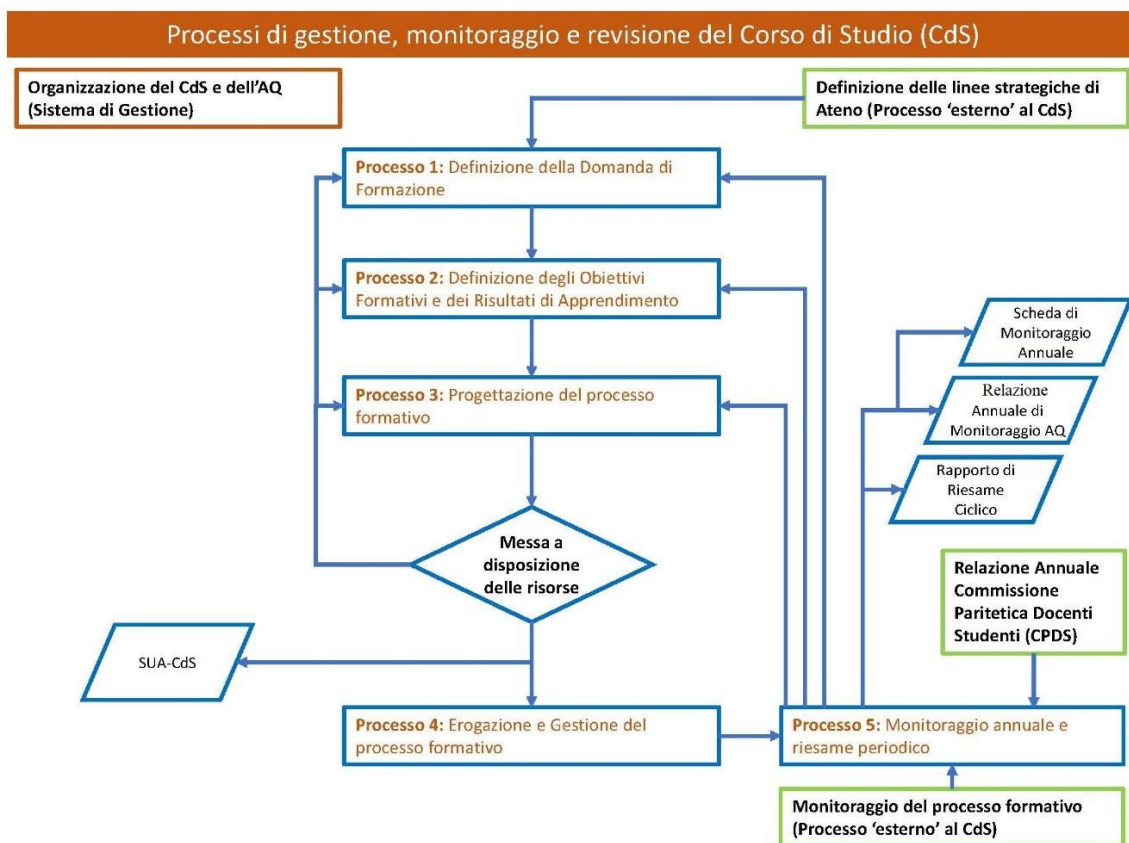 Processi di gestione, monitoraggio e revisione del Corso di Studio (CdS)
Organizzazione del CdS e dell’AQ
(Sistema di Gestione)
Definizione delle linee strategiche di
Ateno (Processo ‘esterno’ al CdS)
Processo 1: Definizione della Domanda di
Formazione
Processo 2: Definizione degli Obiettivi
Formativi e dei Risultati di Apprendimento
Scheda di
Monitoraggio
Annuale
Processo 3: Progettazione del processo
formativo
Relazione
Annuale di
Monitoraggio AQ
Rapporto di
Riesame
Ciclico
Messa a
disposizione
delle risorse
Relazione Annuale
Commissione
Paritetica Docenti
Studenti (CPDS)
SUA-CdS
Processo 4: Erogazione e Gestione del
processo formativo
Processo 5: Monitoraggio annuale e
riesame periodico
Monitoraggio del processo formativo
(Processo ‘esterno’ al CdS)